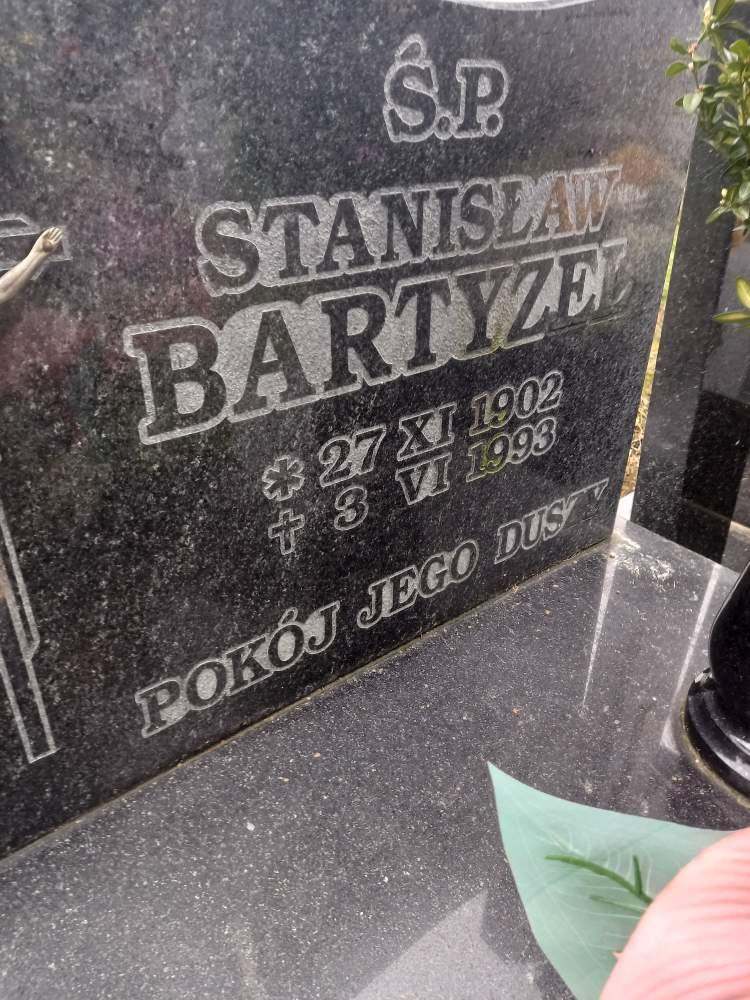 Ś.P.
STANISŁAW
BARTYZEL
* 27 XI 1902
✝ 3 VI 1993
POKÓJ JEGO DUSZY